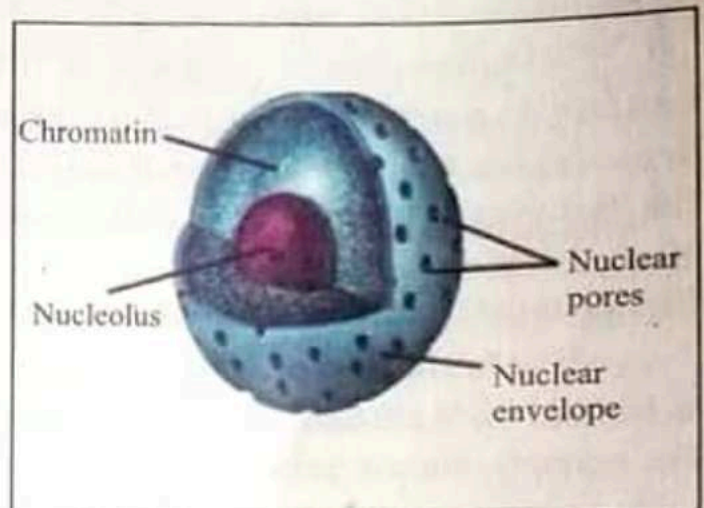 Chromatin
Nucleolus
Nuclear
pores
Nuclear
envelope